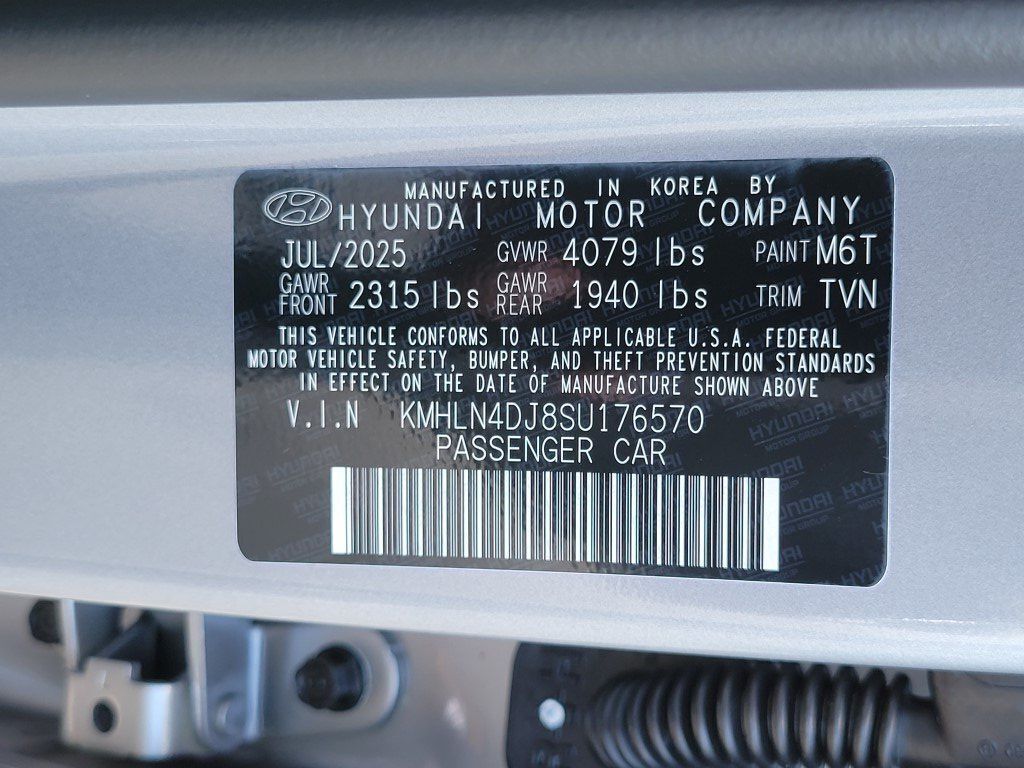 MANUFACTURED IN KOREA BY
HYUNDAI MOTOR COMPANY
JUL/2025 GVWR 4079 lbs PAINT M6T
GAWR FRONT 2315 lbs GAWR REAR 1940 lbs TRIM TVN
THIS VEHICLE CONFORMS TO ALL APPLICABLE U.S.A. FEDERAL
MOTOR VEHICLE SAFETY, BUMPER, AND THEFT PREVENTION STANDARDS
IN EFFECT ON THE DATE OF MANUFACTURE SHOWN ABOVE
V.I.N KMHLN4DJ8SU176570
PASSENGER CAR